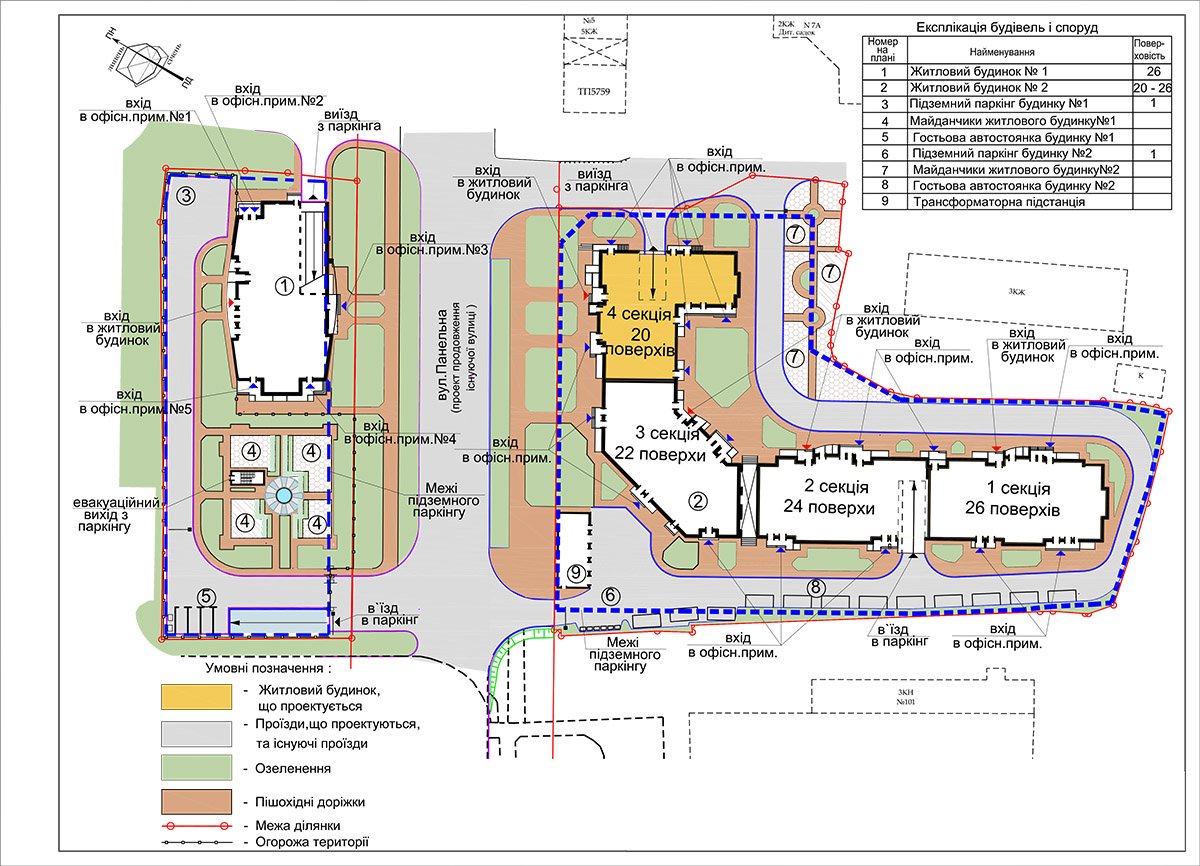 №5
5КЖ
ТП5759
2КЖ N 7А
Дит. садок
ПН
липень
січень
ПД
Експлікація будівель і споруд
Номер на плані
Найменування
Повер-
ховість
1 Житловий будинок № 1 26
2 Житловий будинок № 2 20 - 26
3 Підземний паркінг будинку №1 1
4 Майданчики житлового будинку№1
5 Гостьова автостоянка будинку №1
6 Підземний паркінг будинку №2 1
7 Майданчики житлового будинку№2
8 Гостьова автостоянка будинку №2
9 Трансформаторна підстанція
вхід
в офісн.прим.№2
вхід
в офісн.прим.№1
виїзд
з паркінга
3
1
вхід
в офісн.прим.№3
вхід
в житловий
будинок
вхід
в офісн.прим.№5
вхід
в офісн.прим.№4
4
4
4
4
евакуаційний
вихід з
паркінгу
Межі
підземного
паркінгу
5
в`їзд
в паркінг
вул.Панельна
(проект продовження
існуючої вулиці )
вхід
в житловий
будинок
виїзд
з паркінга
вхід
в офісн.прим.
7
7
7
3КЖ
К
4 секція
20
поверхів
3 секція
22 поверхи
2
2 секція
24 поверхи
1 секція
26 поверхів
вхід
в житловий
будинок
вхід
в офісн.прим.
вхід
в житловий
будинок
вхід
в офісн.прим.
вхід
в офісн.прим.
9
6
8
Межі
підземного
паркінгу
вхід
в офісн.прим.
в`їзд
в паркінг
вхід
в офісн.прим.
3КН
№101
Умовні позначення :
- Житловий будинок,
що проектується
- Проїзди,що проектуються,
та існуючі проїзди
- Озеленення
- Пішохідні доріжки
- Межа ділянки
- Огорожа території